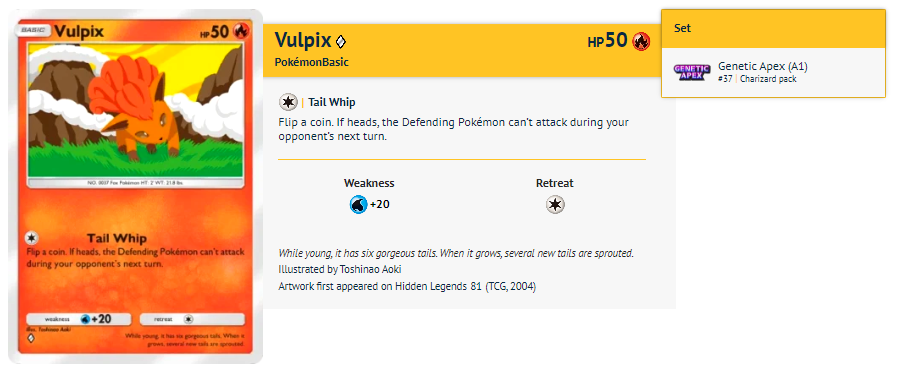 BASIC Vulpix HP 50
NO. 0037 Fox Pokémon HT: 2' WT: 21.8 lbs.
Tail Whip
Flip a coin. If heads, the Defending Pokémon can't attack
during your opponent's next turn.
weakness +20 retreat
Illus. Toshinao Aoki
While young, it has six gorgeous tails. When it
grows, several new tails are sprouted.
Vulpix HP50
PokémonBasic
Tail Whip
Flip a coin. If heads, the Defending Pokémon can't attack during your
opponent's next turn.
Weakness Retreat
+20
While young, it has six gorgeous tails. When it grows, several new tails are sprouted.
Illustrated by Toshinao Aoki
Artwork first appeared on Hidden Legends 81 (TCG, 2004)
Set
GENETIC
APEX
Genetic Apex (A1)
#37 | Charizard pack